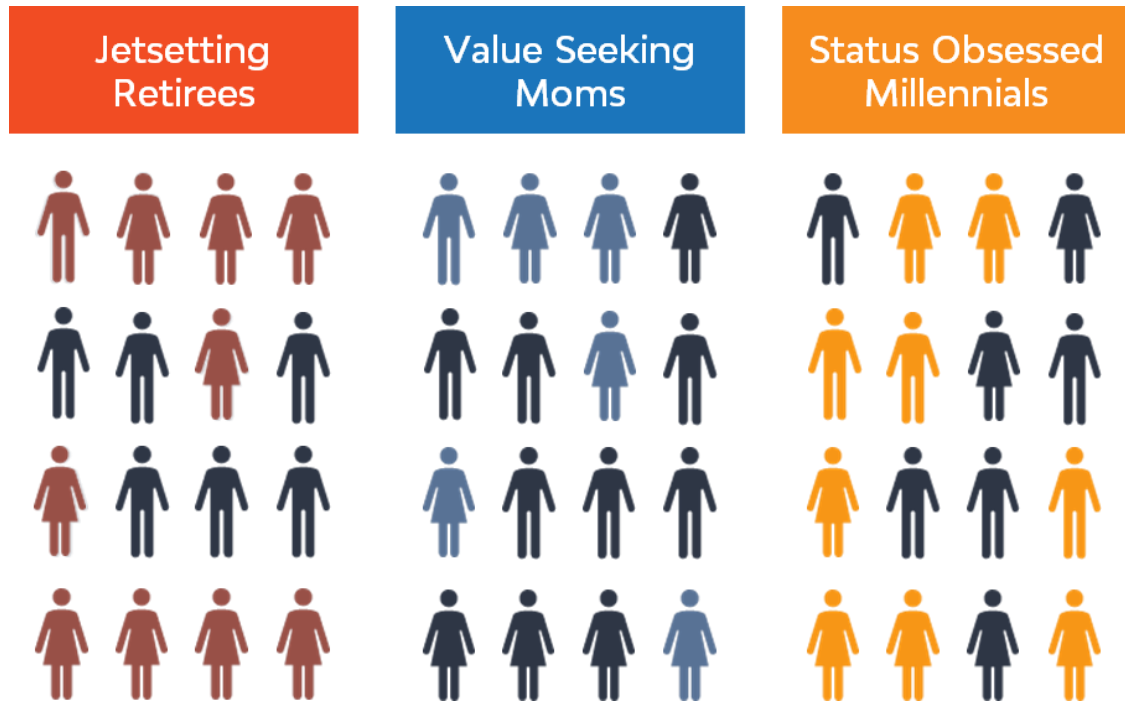 Jetsetting
Retirees
Value Seeking
Moms
Status Obsessed
Millennials